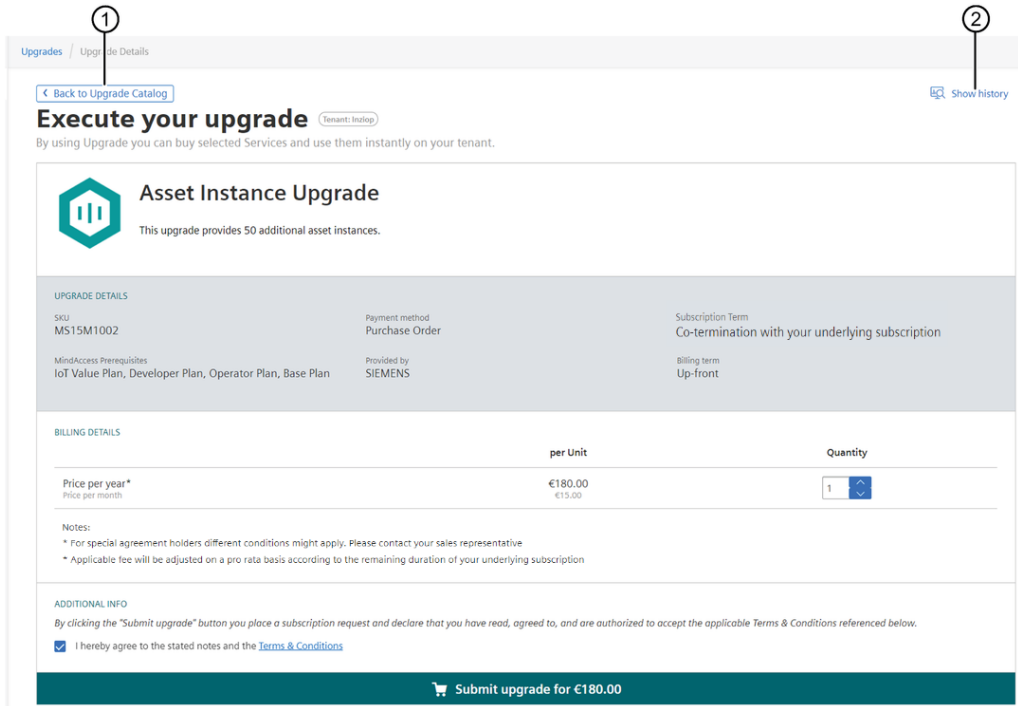 1 2
Upgrades / Upgrade Details
Back to Upgrade Catalog Show history
Execute your upgrade Tenant: Inzlop
By using Upgrade you can buy selected Services and use them instantly on your tenant.
Asset Instance Upgrade
This upgrade provides 50 additional asset instances.
UPGRADE DETAILS
SKU Payment method Subscription Term
MS15M1002 Purchase Order Co-termination with your underlying subscription
MindAccess Prerequisites Provided by Billing term
IoT Value Plan, Developer Plan, Operator Plan, Base Plan SIEMENS Up-front
BILLING DETAILS
per Unit Quantity
Price per year* €180.00 1
Price per month €15.00
Notes:
* For special agreement holders different conditions might apply. Please contact your sales representative
* Applicable fee will be adjusted on a pro rata basis according to the remaining duration of your underlying subscription
ADDITIONAL INFO
By clicking the "Submit upgrade" button you place a subscription request and declare that you have read, agreed to, and are authorized to accept the applicable Terms & Conditions referenced below.
I hereby agree to the stated notes and the Terms & Conditions
Submit upgrade for €180.00